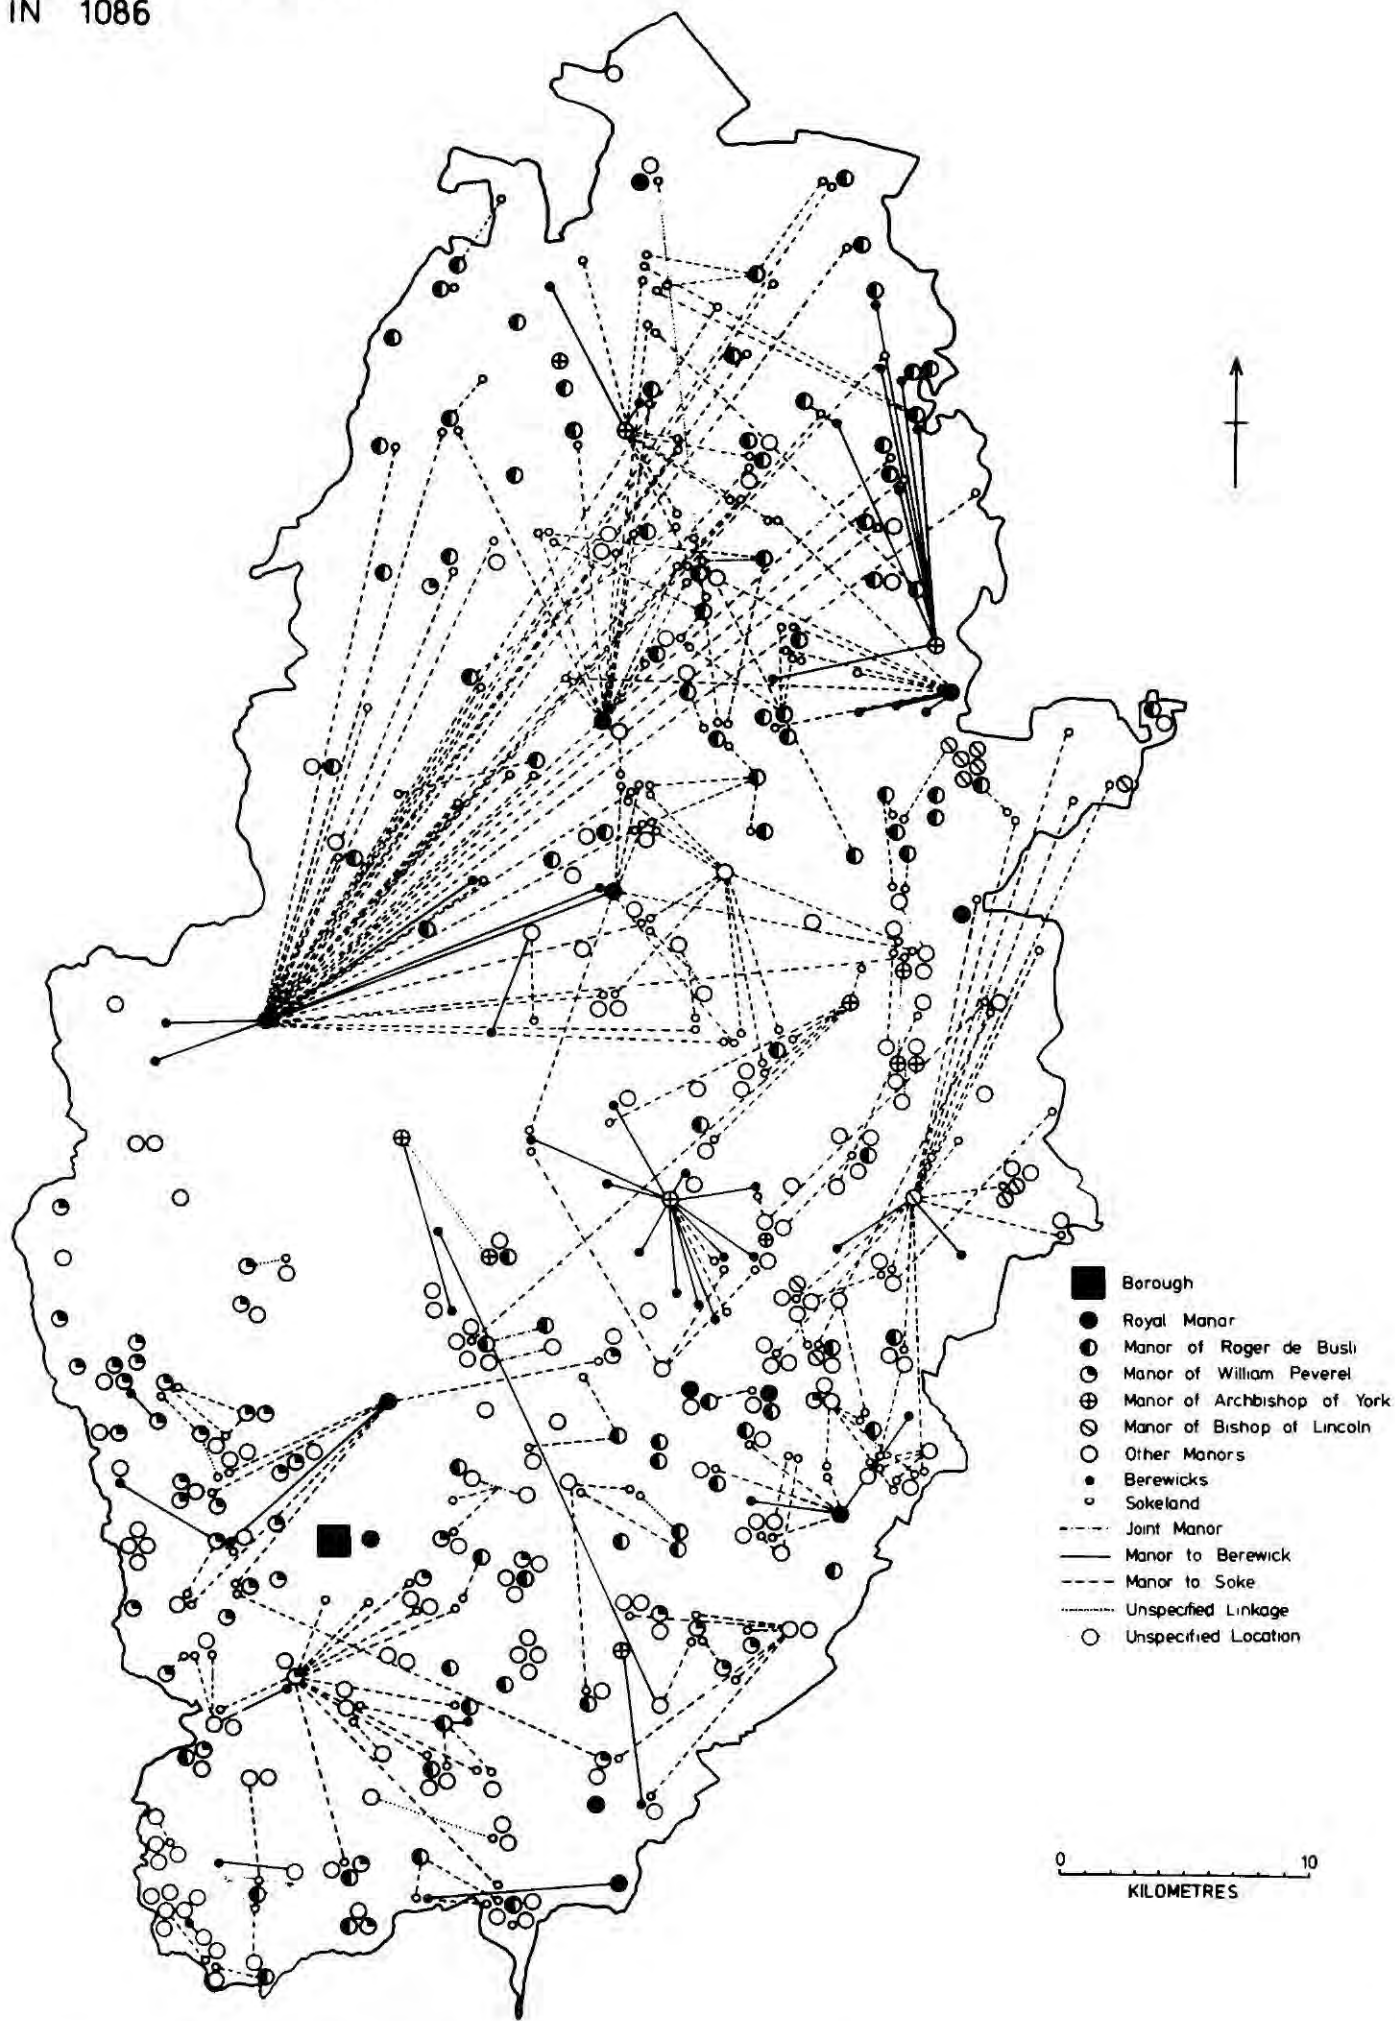 IN 1086
Borough
Royal Manor
Manor of Roger de Busli
Manor of William Peverel
Manor of Archbishop of York
Manor of Bishop of Lincoln
Other Manors
Berewicks
Sokeland
Joint Manor
Manor to Berewick
Manor to Soke
Unspecified Linkage
Unspecified Location
0 10
KILOMETRES